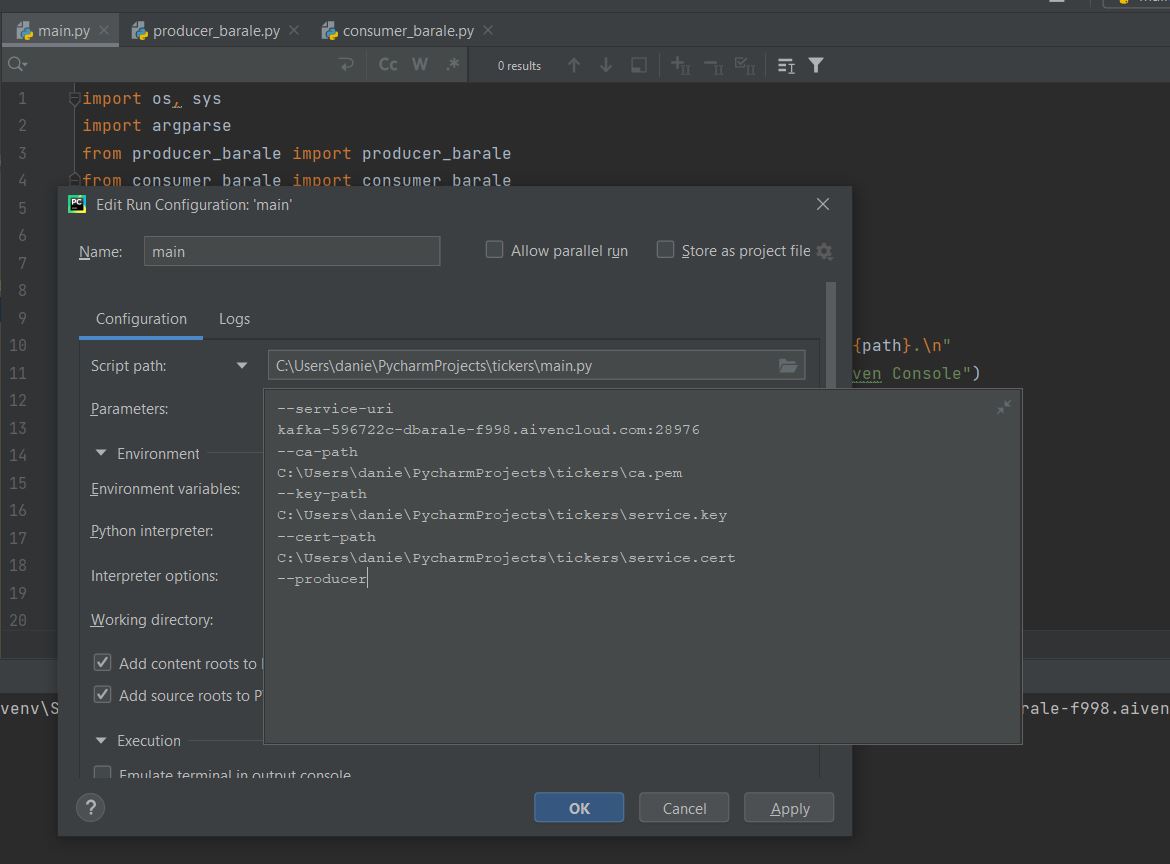 main.py
producer_barale.py
consumer_barale.py
Cc W .*
0 results
1 import os, sys
2 import argparse
3 from producer_barale import producer_barale
4 from consumer_barale import consumer_barale
5
6
7
8
9
10 {path}.\n"
11 ven Console")
12
13
14
15
16
17
18
19
20
PC Edit Run Configuration: 'main'
Name: main
Allow parallel run
Store as project file
Configuration
Logs
Script path: C:\Users\danie\PycharmProjects\tickers\main.py
Parameters:
--service-uri
kafka-596722c-dbarale-f998.aivencloud.com:28976
--ca-path
C:\Users\danie\PycharmProjects\tickers\ca.pem
--key-path
C:\Users\danie\PycharmProjects\tickers\service.key
--cert-path
C:\Users\danie\PycharmProjects\tickers\service.cert
--producer
Environment
Environment variables:
Python interpreter:
Interpreter options:
Working directory:
Add content roots to
Add source roots to
Execution
Emulate terminal in output console
venv\S
rale-f998.aiven
? OK Cancel Apply